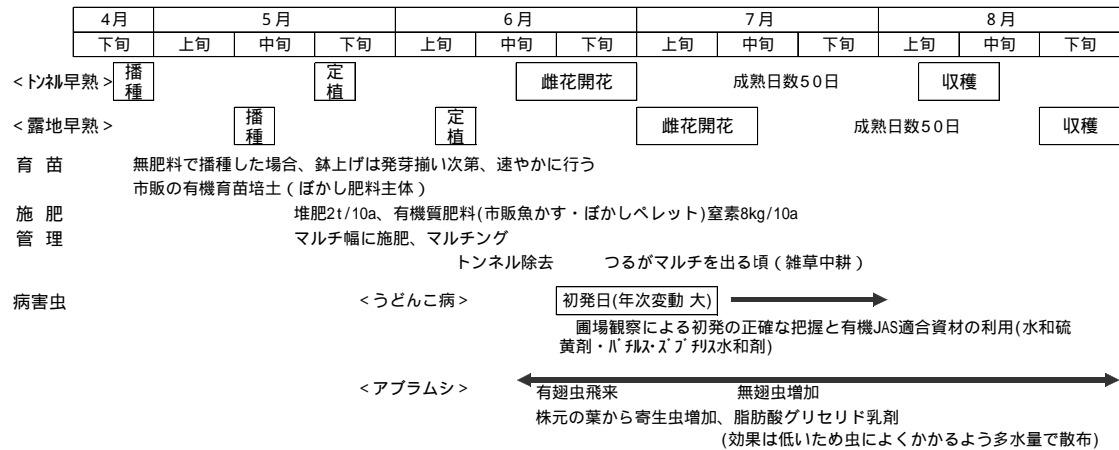 4月 5月 6月 7月 8月
下旬 上旬 中旬 下旬 上旬 中旬 下旬 上旬 中旬 下旬 上旬 中旬 下旬
<トンネル早熟> 播種 定植 雌花開花 成熟日数50日 収穫
<露地早熟> 播種 定植 雌花開花 成熟日数50日 収穫
育 苗 無肥料で播種した場合、鉢上げは発芽揃い次第、速やかに行う
市販の有機育苗培土(ぼかし肥料主体)
施 肥 堆肥2t/10a、有機質肥料(市販魚かす・ぼかしペレット)窒素8kg/10a
管 理 マルチ幅に施肥、マルチング
トンネル除去 つるがマルチを出る頃(雑草中耕)
病害虫 <うどんこ病> 初発日(年次変動 大)
圃場観察による初発の正確な把握と有機JAS適合資材の利用(水和硫
黄剤・バチルス・ズブチリス水和剤)
<アブラムシ> 有翅虫飛来 無翅虫増加
株元の葉から寄生虫増加、脂肪酸グリセリド乳剤
(効果は低いため虫によくかかるよう多水量で散布)